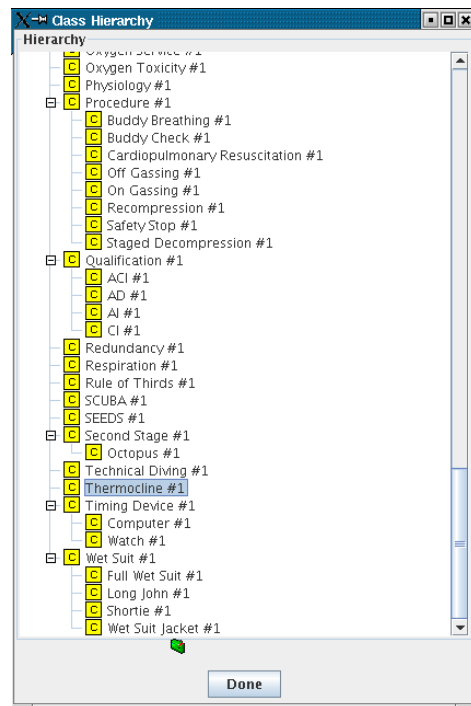 Class Hierarchy
Hierarchy
Oxygen Service #1
Oxygen Toxicity #1
Physiology #1
Procedure #1
Buddy Breathing #1
Buddy Check #1
Cardiopulmonary Resuscitation #1
Off Gassing #1
On Gassing #1
Recompression #1
Safety Stop #1
Staged Decompression #1
Qualification #1
ACI #1
AD #1
AI #1
CI #1
Redundancy #1
Respiration #1
Rule of Thirds #1
SCUBA #1
SEEDS #1
Second Stage #1
Octopus #1
Technical Diving #1
Thermocline #1
Timing Device #1
Computer #1
Watch #1
Wet Suit #1
Full Wet Suit #1
Long John #1
Shortie #1
Wet Suit Jacket #1
Done